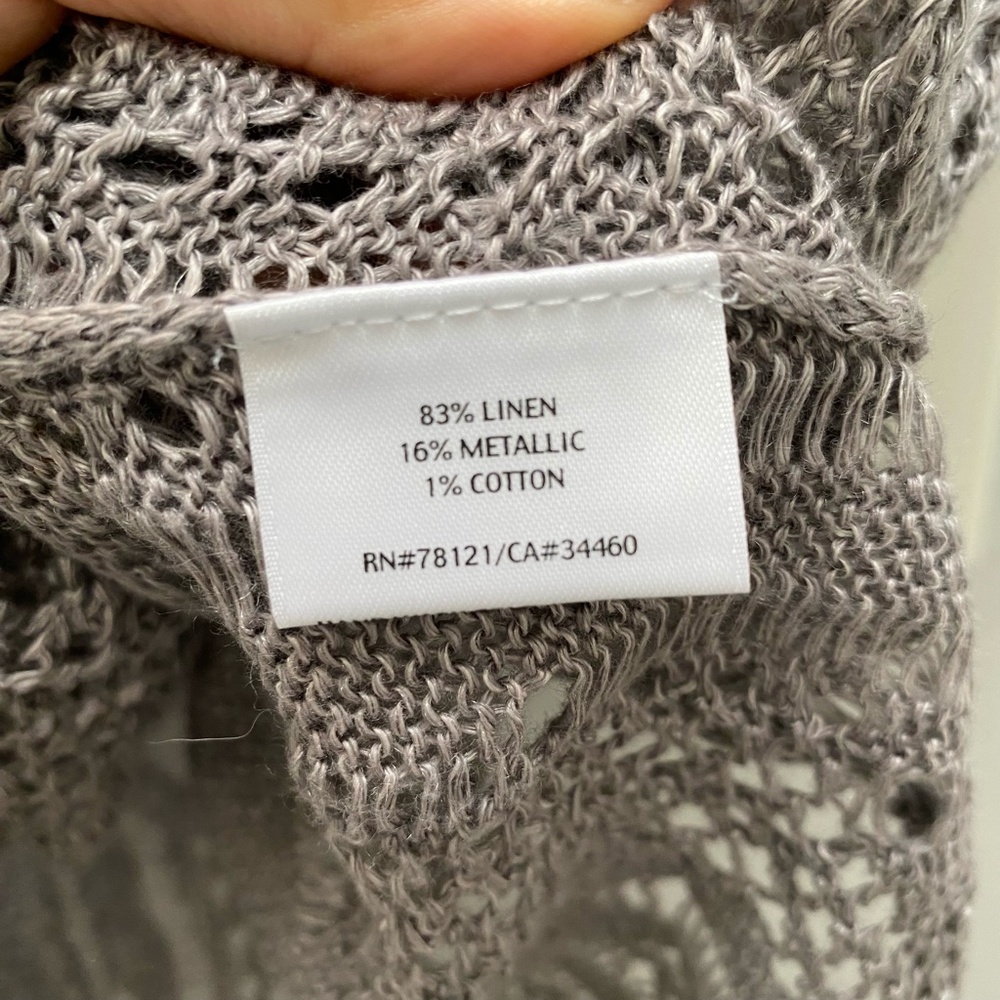 83% LINEN
16% METALLIC
1% COTTON
RN#78121/CA#34460